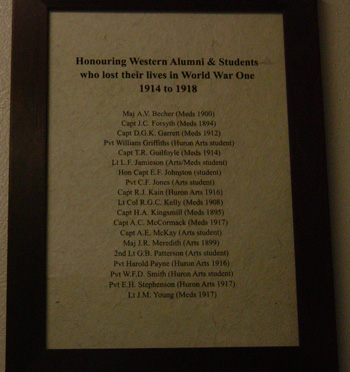 Honouring Western Alumni & Students
who lost their lives in World War One
1914 to 1918
Maj A.V. Becher (Meds 1900)
Capt J.C. Forsyth (Meds 1894)
Capt D.G.K. Garrett (Meds 1912)
Pvt William Griffiths (Huron Arts student)
Capt T.R. Guilfoyle (Meds 1914)
Lt L.F. Jamieson (Arts/Meds student)
Hon Capt E.F. Johnston (student)
Pvt C.F. Jones (Arts student)
Capt R.I. Kain (Huron Arts 1916)
Lt Col R.G.C. Kelly (Meds 1908)
Capt H.A. Kingsmill (Meds 1895)
Capt A.C. McCormack (Meds 1917)
Capt A.E. McKay (Arts student)
Maj J.R. Meredith (Arts 1899)
2nd Lt G.B. Patterson (Arts student)
Pvt Harold Payne (Huron Arts 1916)
Pvt W.F.D. Smith (Huron Arts student)
Pvt E.H. Stephenson (Huron Arts 1917)
Lt J.M. Young (Meds 1917)